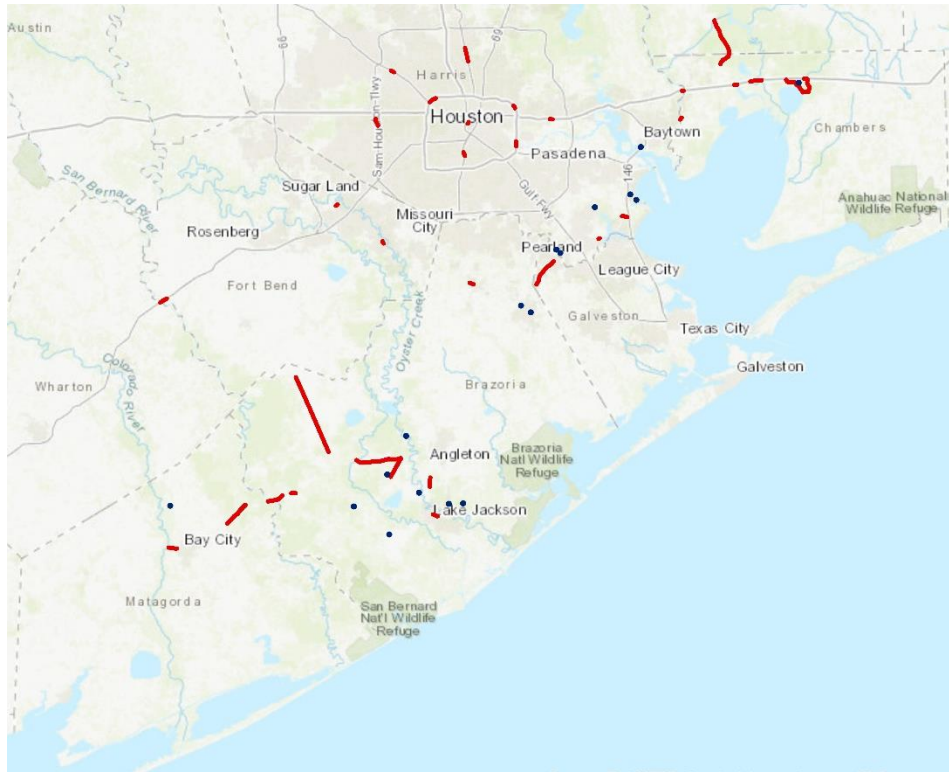 Austin
66
69
Harris
Sam Houston-Tlwy
Houston
Baytown
Chambers
Pasadena
146
San Bernard
River
Sugar Land
Gulf Fwy
Anahuac National
Wildlife Refuge
Missouri
City
Rosenberg
Pearland
League City
Fort Bend
Oyster Creek
Galveston
Texas City
Colorado
River
Wharton
Galveston
Brazoria
Angleton
Brazoria
Natl Wildlife
Refuge
Lake Jackson
Bay City
Matagorda
San Bernard
Nat'l Wildlife
Refuge